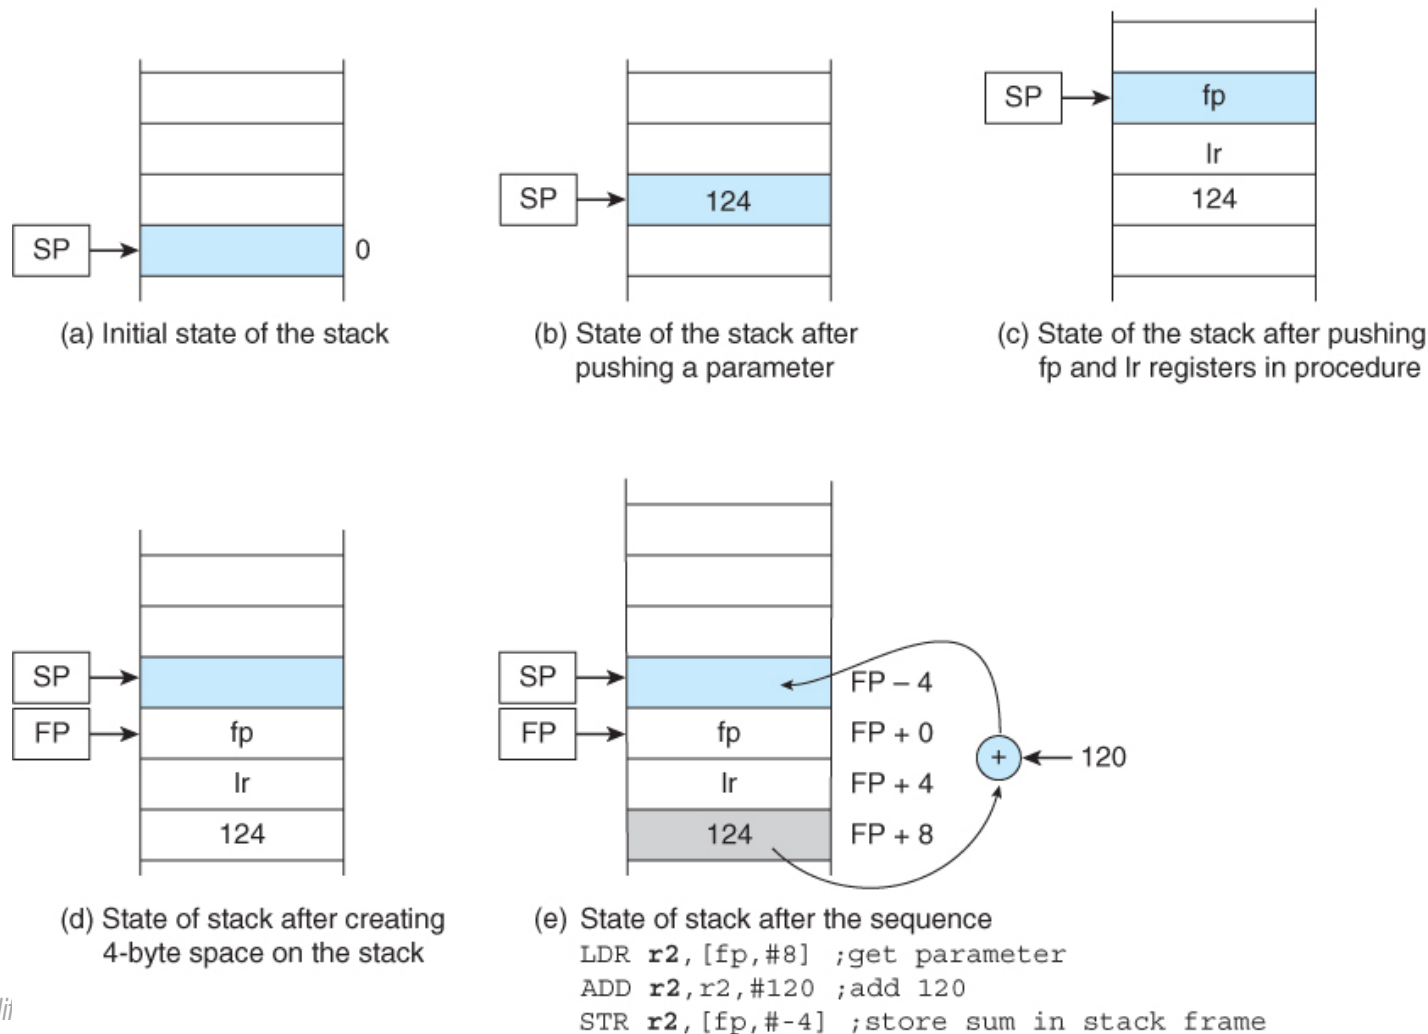 SP
0
(a) Initial state of the stack
SP
124
(b) State of the stack after
pushing a parameter
SP
fp
lr
124
(c) State of the stack after pushing
fp and lr registers in procedure
SP
FP
fp
lr
124
(d) State of stack after creating
4-byte space on the stack
SP
FP
fp
lr
124
FP – 4
FP + 0
FP + 4
FP + 8
+
120
(e) State of stack after the sequence
LDR r2,[fp,#8] ;get parameter
ADD r2,r2,#120 ;add 120
STR r2,[fp,#-4] ;store sum in stack frame